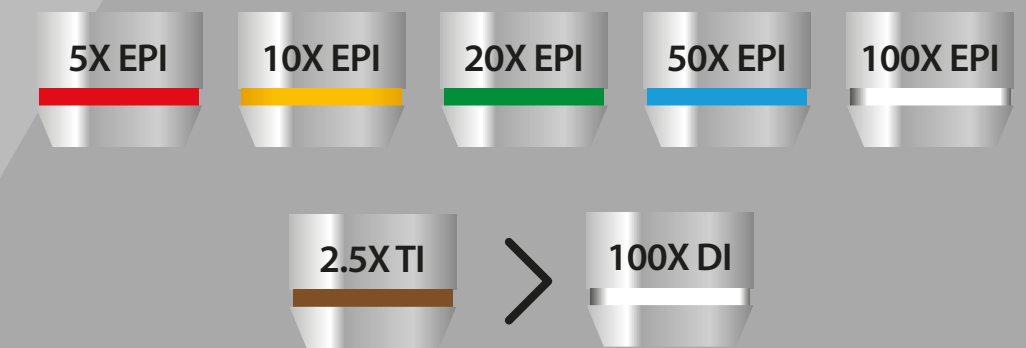 5X EPI 10X EPI 20X EPI 50X EPI 100X EPI
2.5X TI > 100X DI